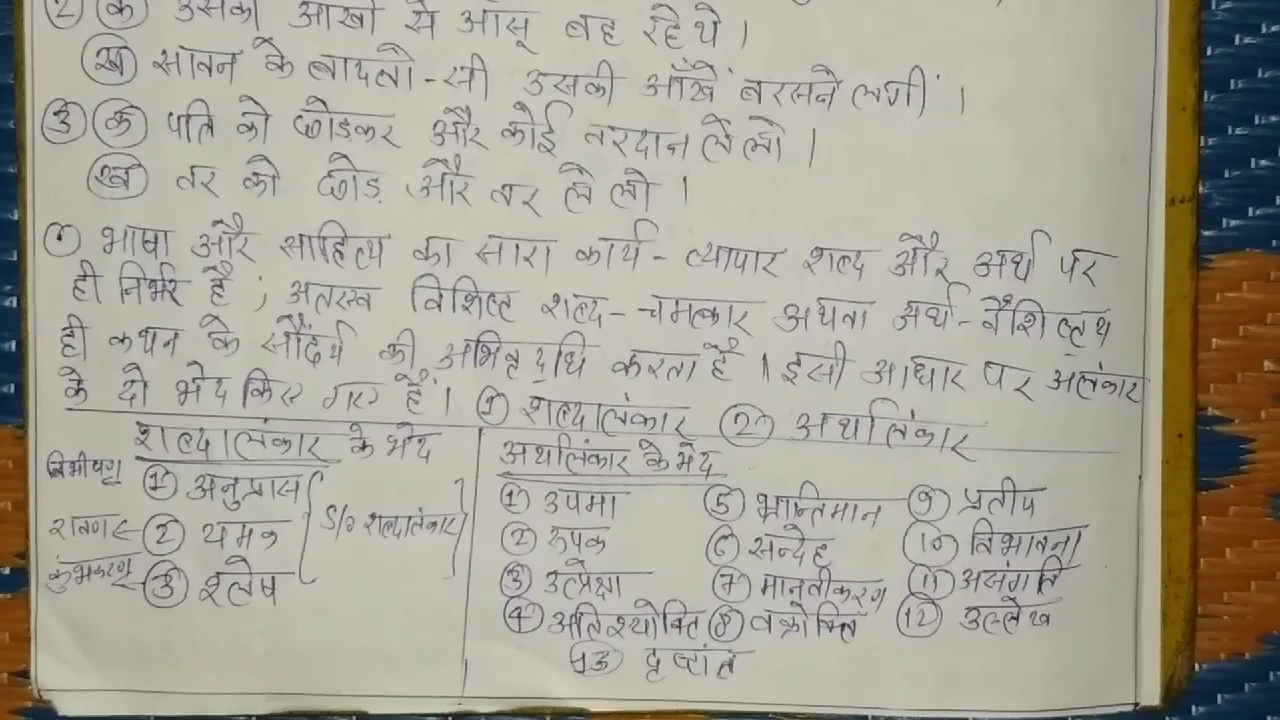 ② (क) उसकी आँखों से आँसू बह रहे थे।
(ख) सावन के बादलों-सी उसकी आँखें बरसने लगीं।
③ (क) पति को छोड़कर और कोई वरदान ले लो।
(ख) वर को छोड़ और वर ले लो।
भाषा और साहित्य का सारा कार्य-व्यापार शब्द और अर्थ पर
ही निर्भर है; अतएव विशिष्ट शब्द-चमत्कार अथवा अर्थ-वैशिष्ट्य
ही कथन के सौंदर्य की अभिवृद्धि करता है। इसी आधार पर अलंकार
के दो भेद किए गए हैं। ① शब्दालंकार ② अर्थालंकार
शब्दालंकार के भेद
विभीषण ① अनुप्रास
रावण ② यमक S/o शब्दालंकार
कुंभकरण ③ श्लेष
अर्थालंकार के भेद
① उपमा ⑤ भ्रान्तिमान ⑨ प्रतीप
② रूपक ⑥ सन्देह ⑩ विभावना
③ उत्प्रेक्षा ⑦ मानवीकरण ⑪ असंगति
④ अतिश्योक्ति ⑧ वक्रोक्ति ⑫ उल्लेख
⑬ दृष्टांत